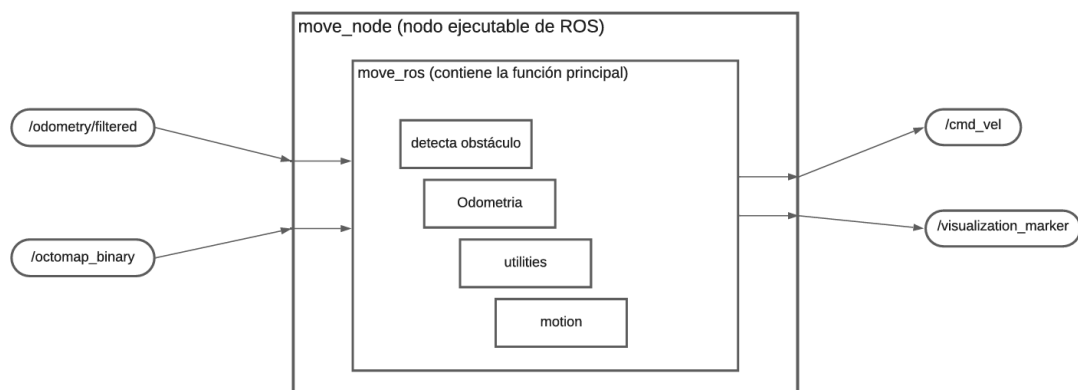 move_node (nodo ejecutable de ROS)
move_ros (contiene la función principal)
/odometry/filtered
/cmd_vel
detecta obstáculo
Odometria
/octomap_binary
/visualization_marker
utilities
motion